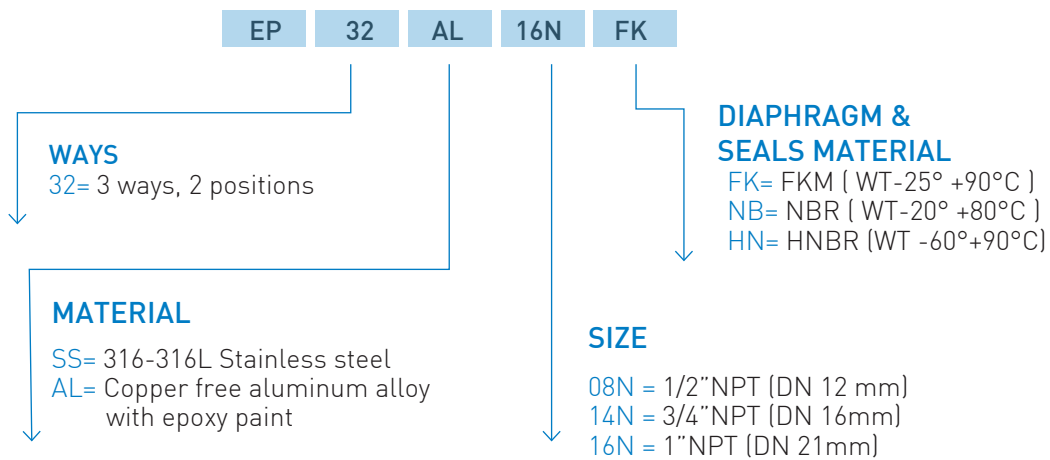 EP 32 AL 16N FK
WAYS
32= 3 ways, 2 positions
DIAPHRAGM &
SEALS MATERIAL
FK= FKM ( WT-25° +90°C )
NB= NBR ( WT-20° +80°C )
HN= HNBR (WT -60°+90°C)
MATERIAL
SS= 316-316L Stainless steel
AL= Copper free aluminum alloy
with epoxy paint
SIZE
08N = 1/2”NPT (DN 12 mm)
14N = 3/4”NPT (DN 16mm)
16N = 1”NPT (DN 21mm)